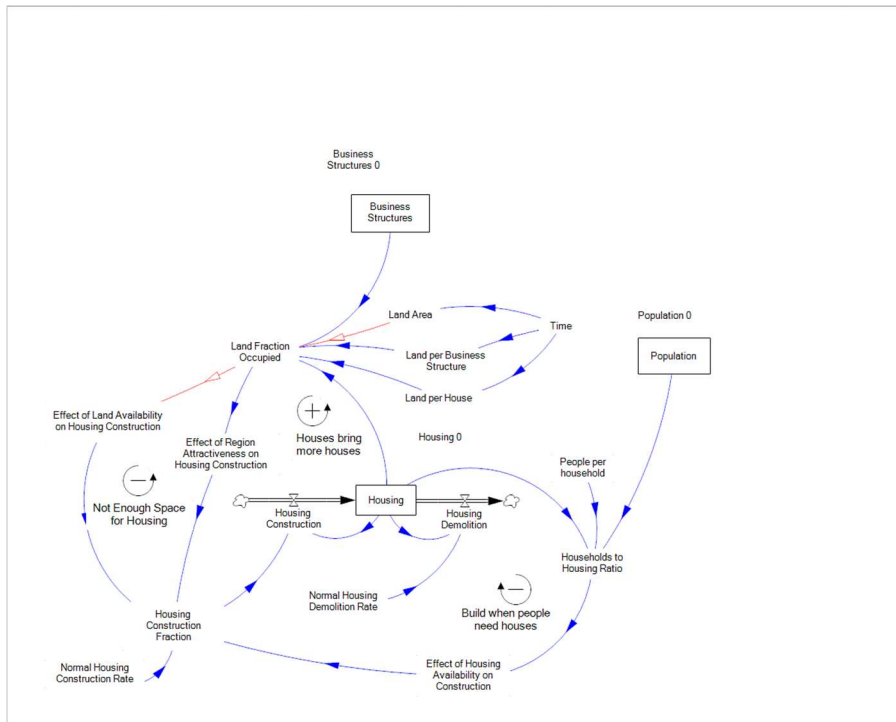 Business
Structures 0
Business
Structures
Land Area
Time
Population 0
Population
Land Fraction
Occupied
Land per Business
Structure
Land per House
Effect of Land Availability
on Housing Construction
Effect of Region
Attractiveness on
Housing Construction
+
Houses bring
more houses
Housing 0
People per
household
−
Not Enough Space
for Housing
Housing
Construction
Housing
Housing
Demolition
Households to
Housing Ratio
Normal Housing
Demolition Rate
−
Build when people
need houses
Housing
Construction
Fraction
Normal Housing
Construction Rate
Effect of Housing
Availability on
Construction